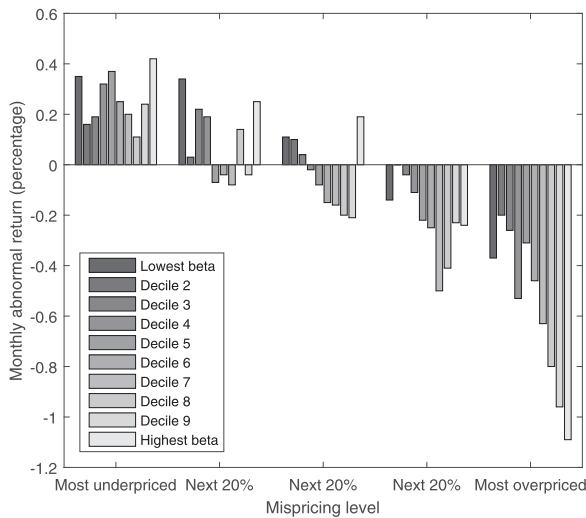 0.6
0.4
0.2
0
-0.2
-0.4
-0.6
-0.8
-1
-1.2
Monthly abnormal return (percentage)
Lowest beta
Decile 2
Decile 3
Decile 4
Decile 5
Decile 6
Decile 7
Decile 8
Decile 9
Highest beta
Most underpriced Next 20% Next 20% Next 20% Most overpriced
Mispricing level